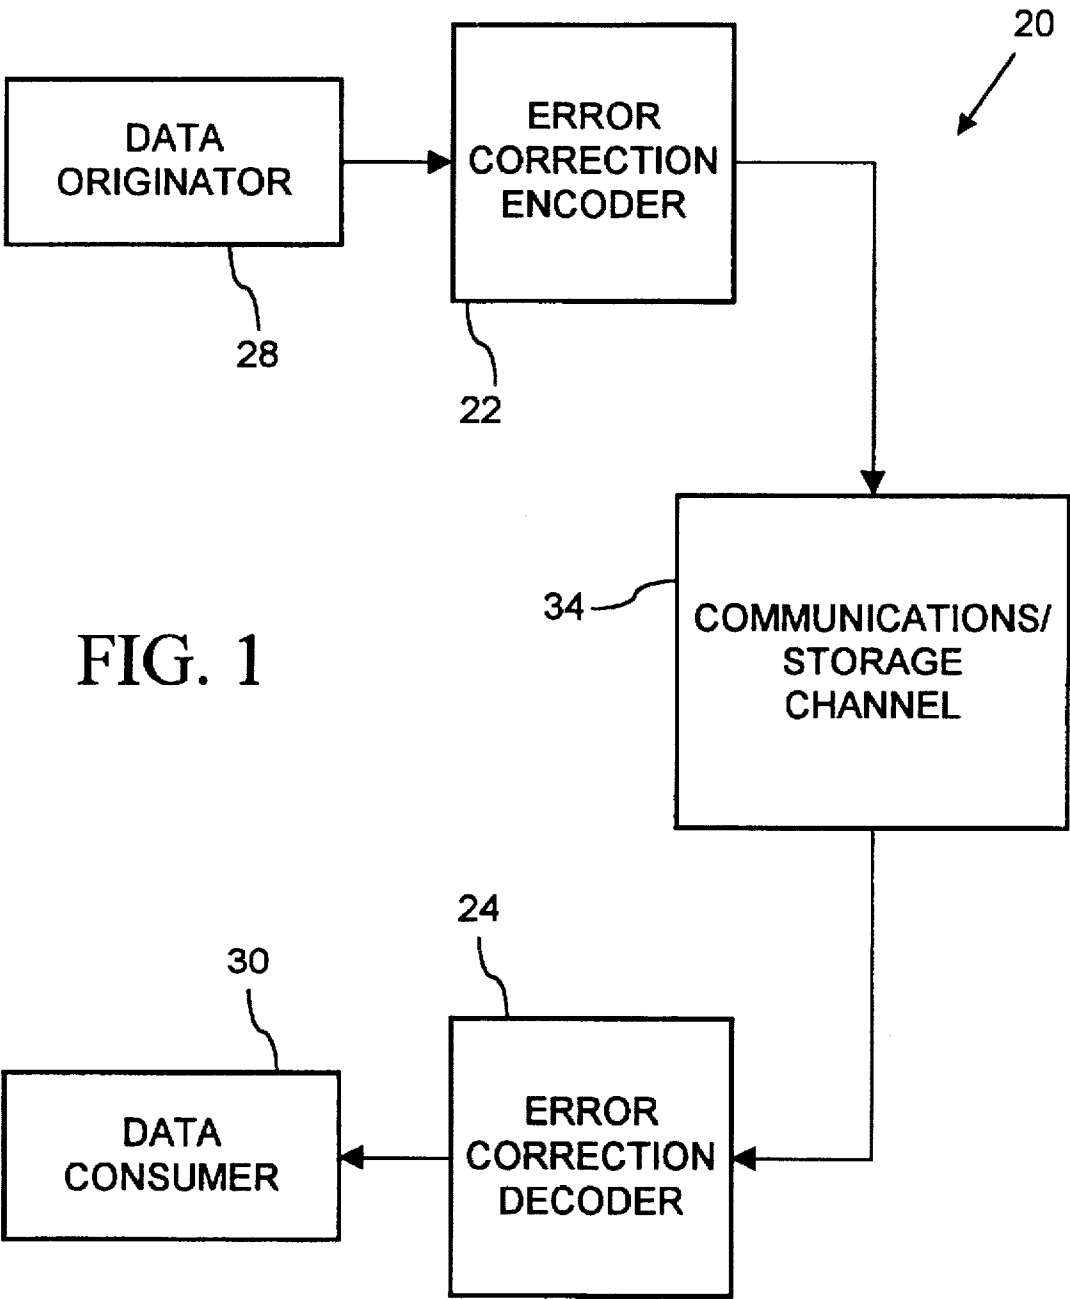 20
DATA
ORIGINATOR
28
ERROR
CORRECTION
ENCODER
22
34
COMMUNICATIONS/
STORAGE
CHANNEL
FIG. 1
24
30
ERROR
CORRECTION
DECODER
DATA
CONSUMER